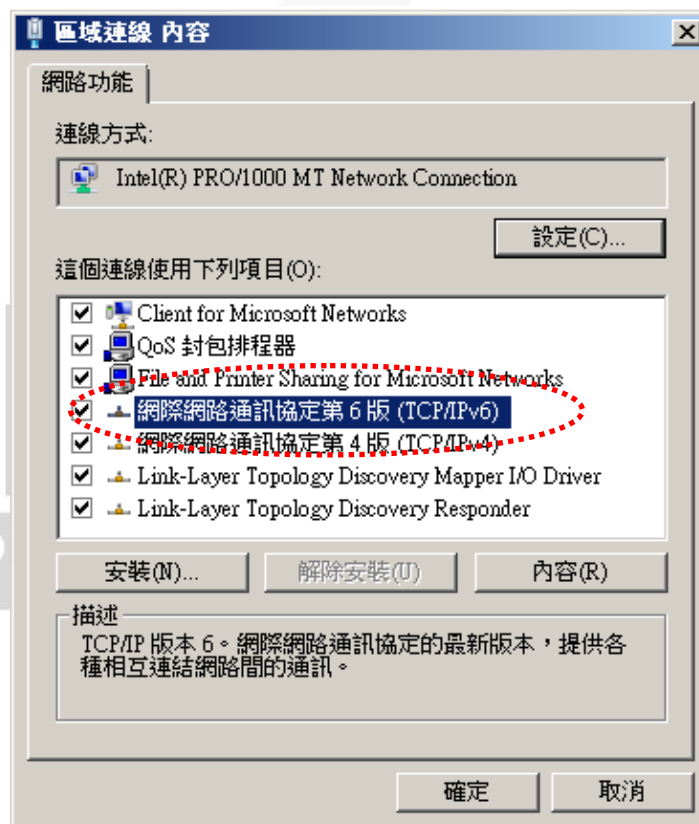 區域連線 內容
網路功能
連線方式:
Intel(R) PRO/1000 MT Network Connection
設定(C)...
這個連線使用下列項目(O):
Client for Microsoft Networks
QoS 封包排程器
File and Printer Sharing for Microsoft Networks
網際網路通訊協定第 6 版 (TCP/IPv6)
網際網路通訊協定第 4 版 (TCP/IPv4)
Link-Layer Topology Discovery Mapper I/O Driver
Link-Layer Topology Discovery Responder
安裝(N)...
解除安裝(U)
內容(R)
描述
TCP/IP 版本 6。網際網路通訊協定的最新版本，提供各
種相互連結網路間的通訊。
確定
取消